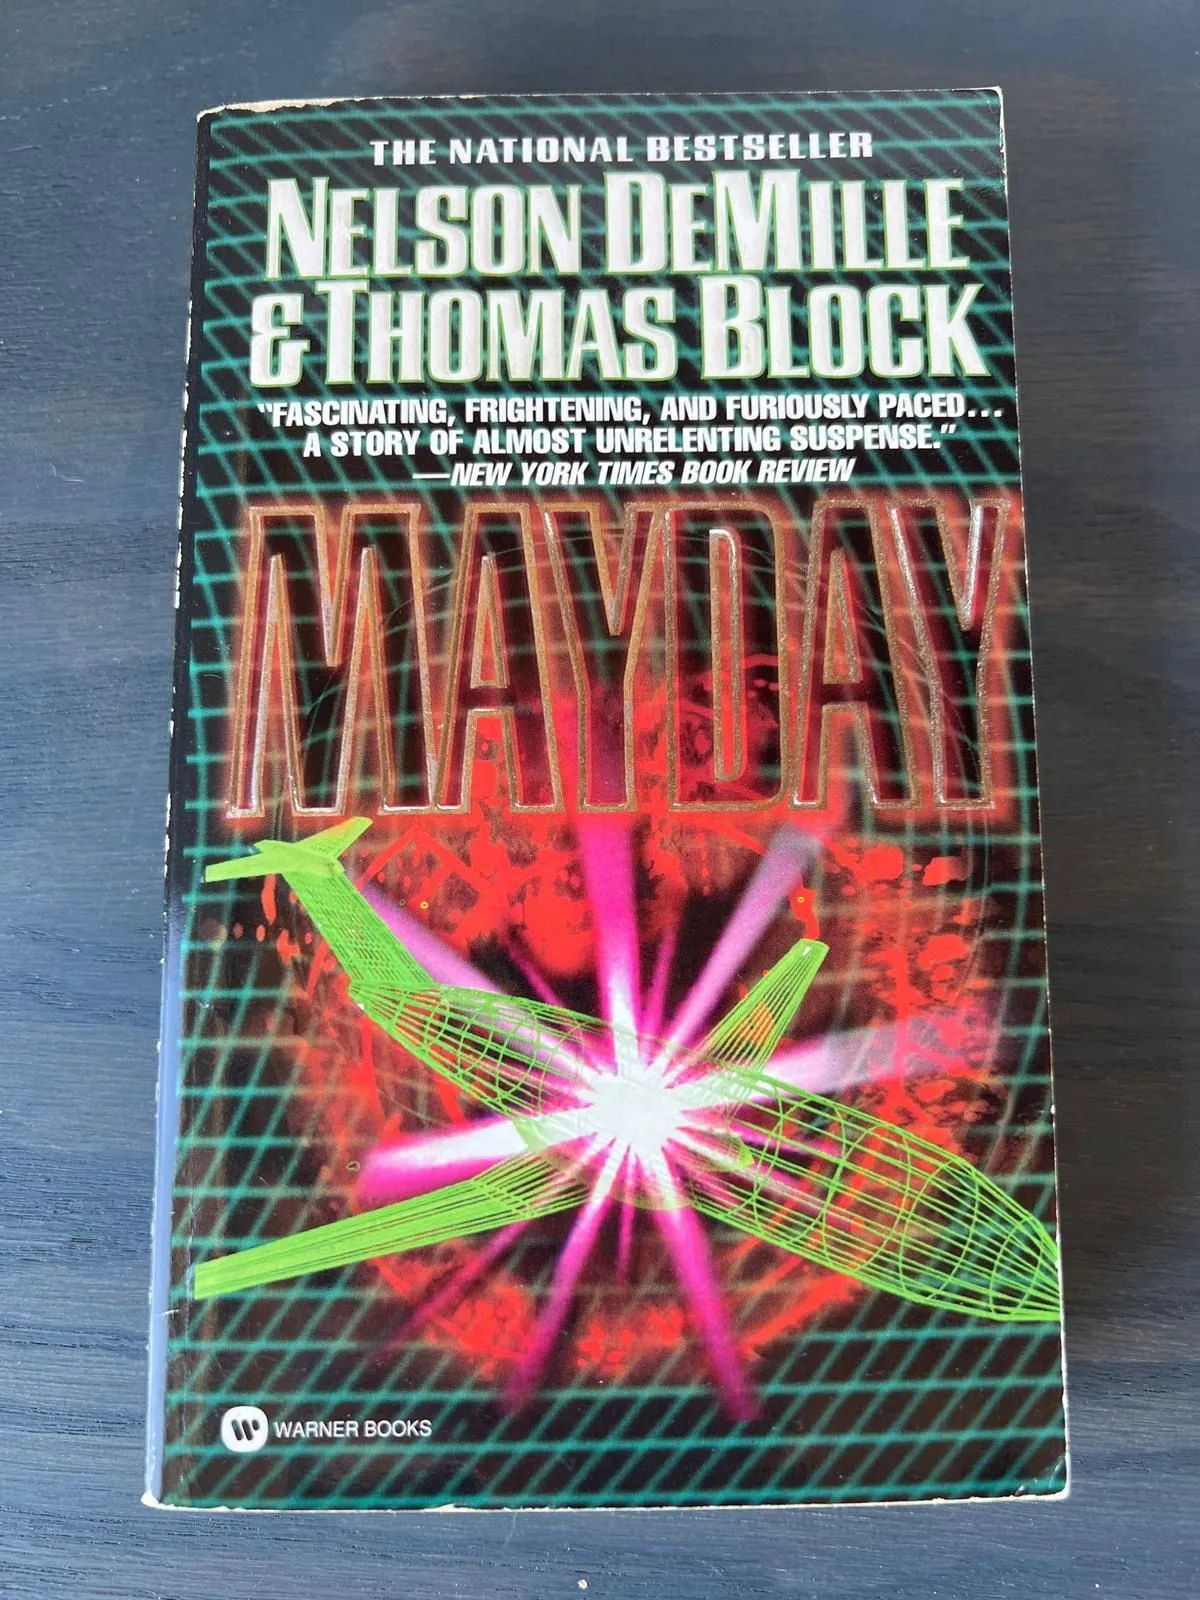 THE NATIONAL BESTSELLER
NELSON DEMILLE
& THOMAS BLOCK
"FASCINATING, FRIGHTENING, AND FURIOUSLY PACED...
A STORY OF ALMOST UNRELENTING SUSPENSE."
—NEW YORK TIMES BOOK REVIEW
MAYDAY
WARNER BOOKS